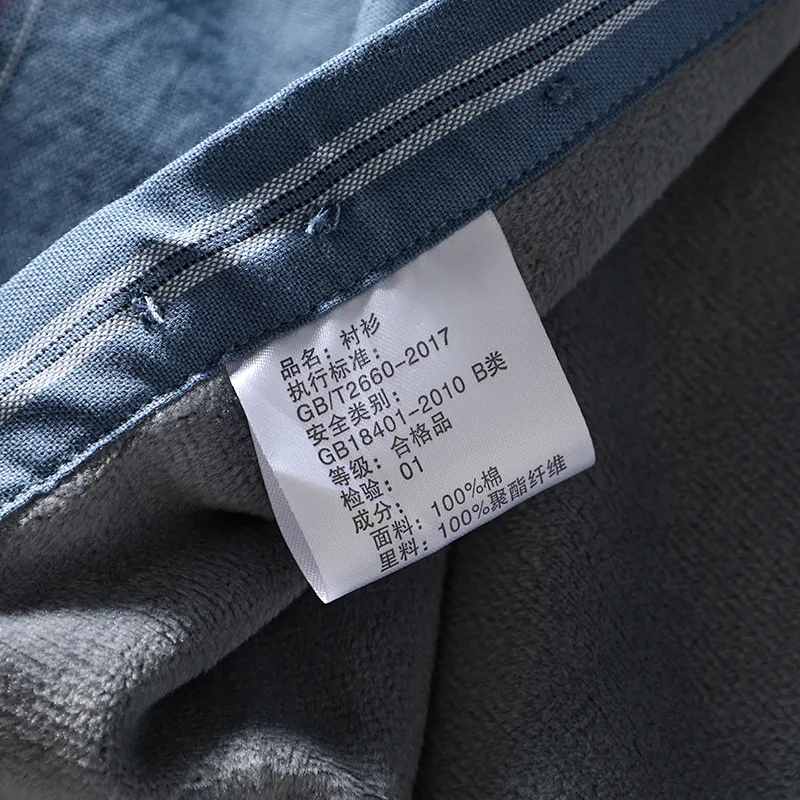 品名：衬衫
执行标准：
GB/T2660-2017
安全类别：
GB18401-2010 B类
等级：合格品
检验：01
成分：
面料：100%棉
里料：100%聚酯纤维